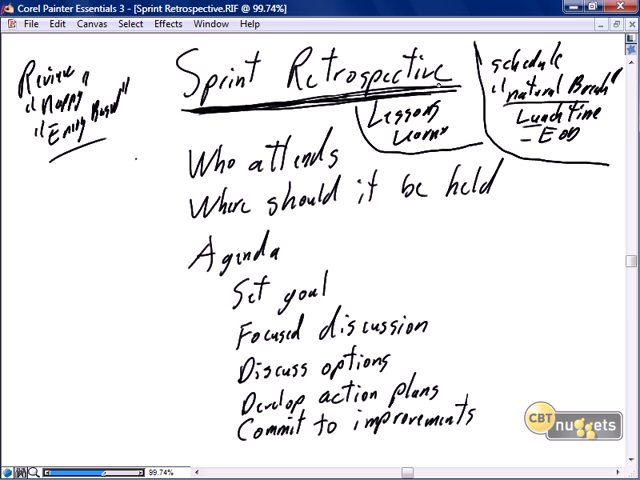 Corel Painter Essentials 3 - [Sprint Retrospective.RIF @ 99.74%]
File Edit Canvas Select Effects Window Help
Review
"Happy"
Sprint Retrospective
Lessons
Learn
schedule
"natural Break"
Lunch time
- EOD
Who attends
Where should it be held
Agenda
Set goal
Focused discussion
Discuss options
Develop action plans
Commit to improvements
CBT
nuggets
99.74%